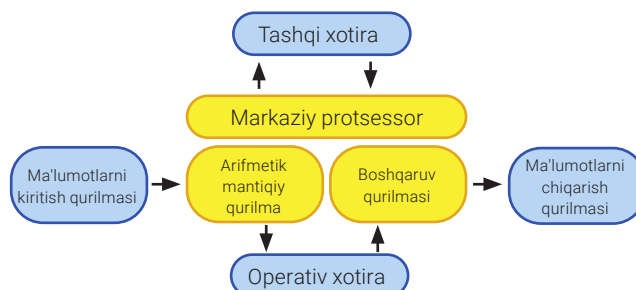 Tashqi xotira
Markaziy protsessor
Ma'lumotlarni
kiritish qurilmasi
Arifmetik
mantiqiy
qurilma
Boshqaruv
qurilmasi
Ma'lumotlarni
chiqarish
qurilmasi
Operativ xotira